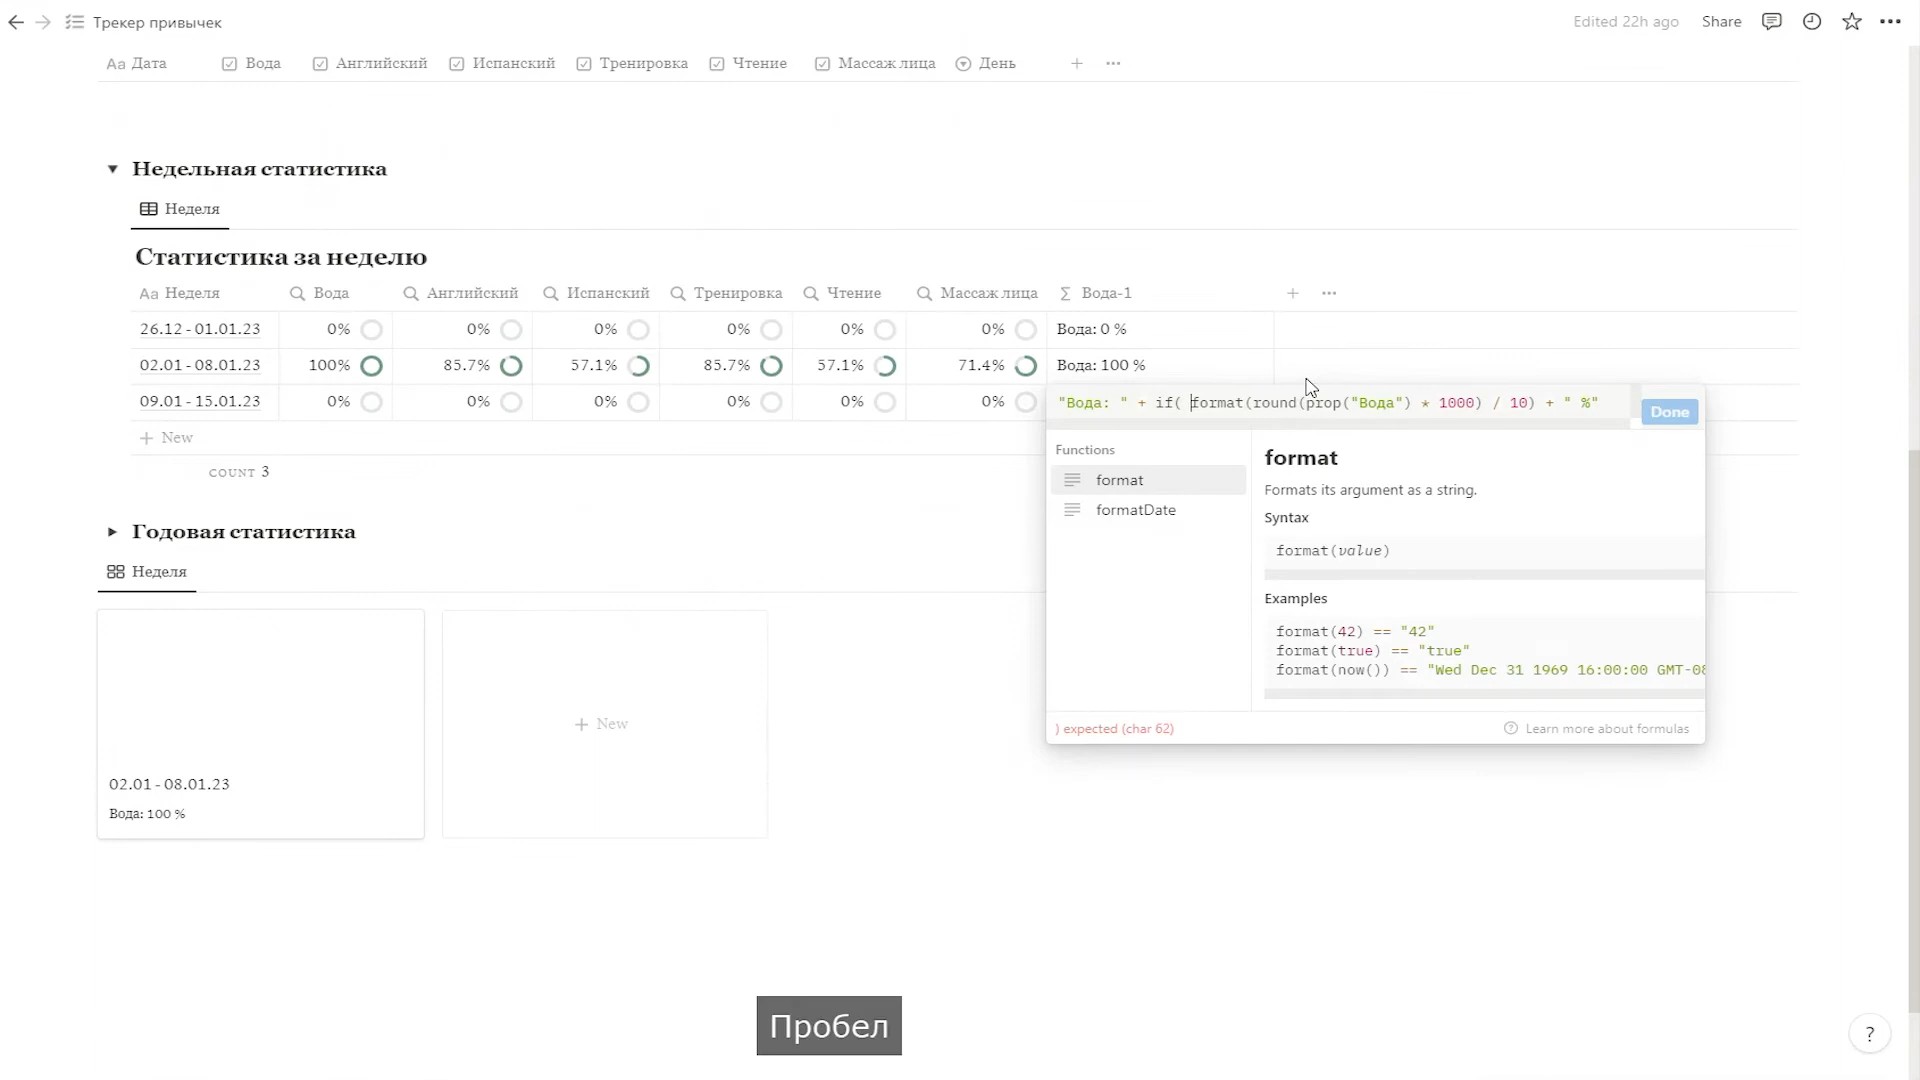 Трекер привычек
Edited 22h ago Share
Aa Дата Вода Английский Испанский Тренировка Чтение Массаж лица День
Недельная статистика
Неделя
Статистика за неделю
Aa Неделя Вода Английский Испанский Тренировка Чтение Массаж лица Σ Вода-1
26.12 - 01.01.23 0% 0% 0% 0% 0% 0% Вода: 0 %
02.01 - 08.01.23 100% 85.7% 57.1% 85.7% 57.1% 71.4% Вода: 100 %
09.01 - 15.01.23 0% 0% 0% 0% 0% 0%
+ New
COUNT 3
"Вода: " + if( format(round(prop("Вода") * 1000) / 10) + " %"
Done
Functions
format
formatDate
format
Formats its argument as a string.
Syntax
format(value)
Examples
format(42) == "42"
format(true) == "true"
format(now()) == "Wed Dec 31 1969 16:00:00 GMT-08
) expected (char 62)
? Learn more about formulas
Годовая статистика
Неделя
+ New
02.01 - 08.01.23
Вода: 100 %
Пробел
?